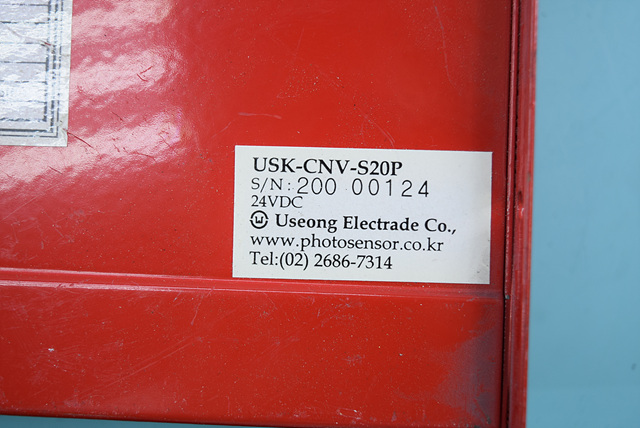 USK-CNV-S20P
S/N: 200 00124
24VDC
Useong Electrade Co.,
www.photosensor.co.kr
Tel:(02) 2686-7314